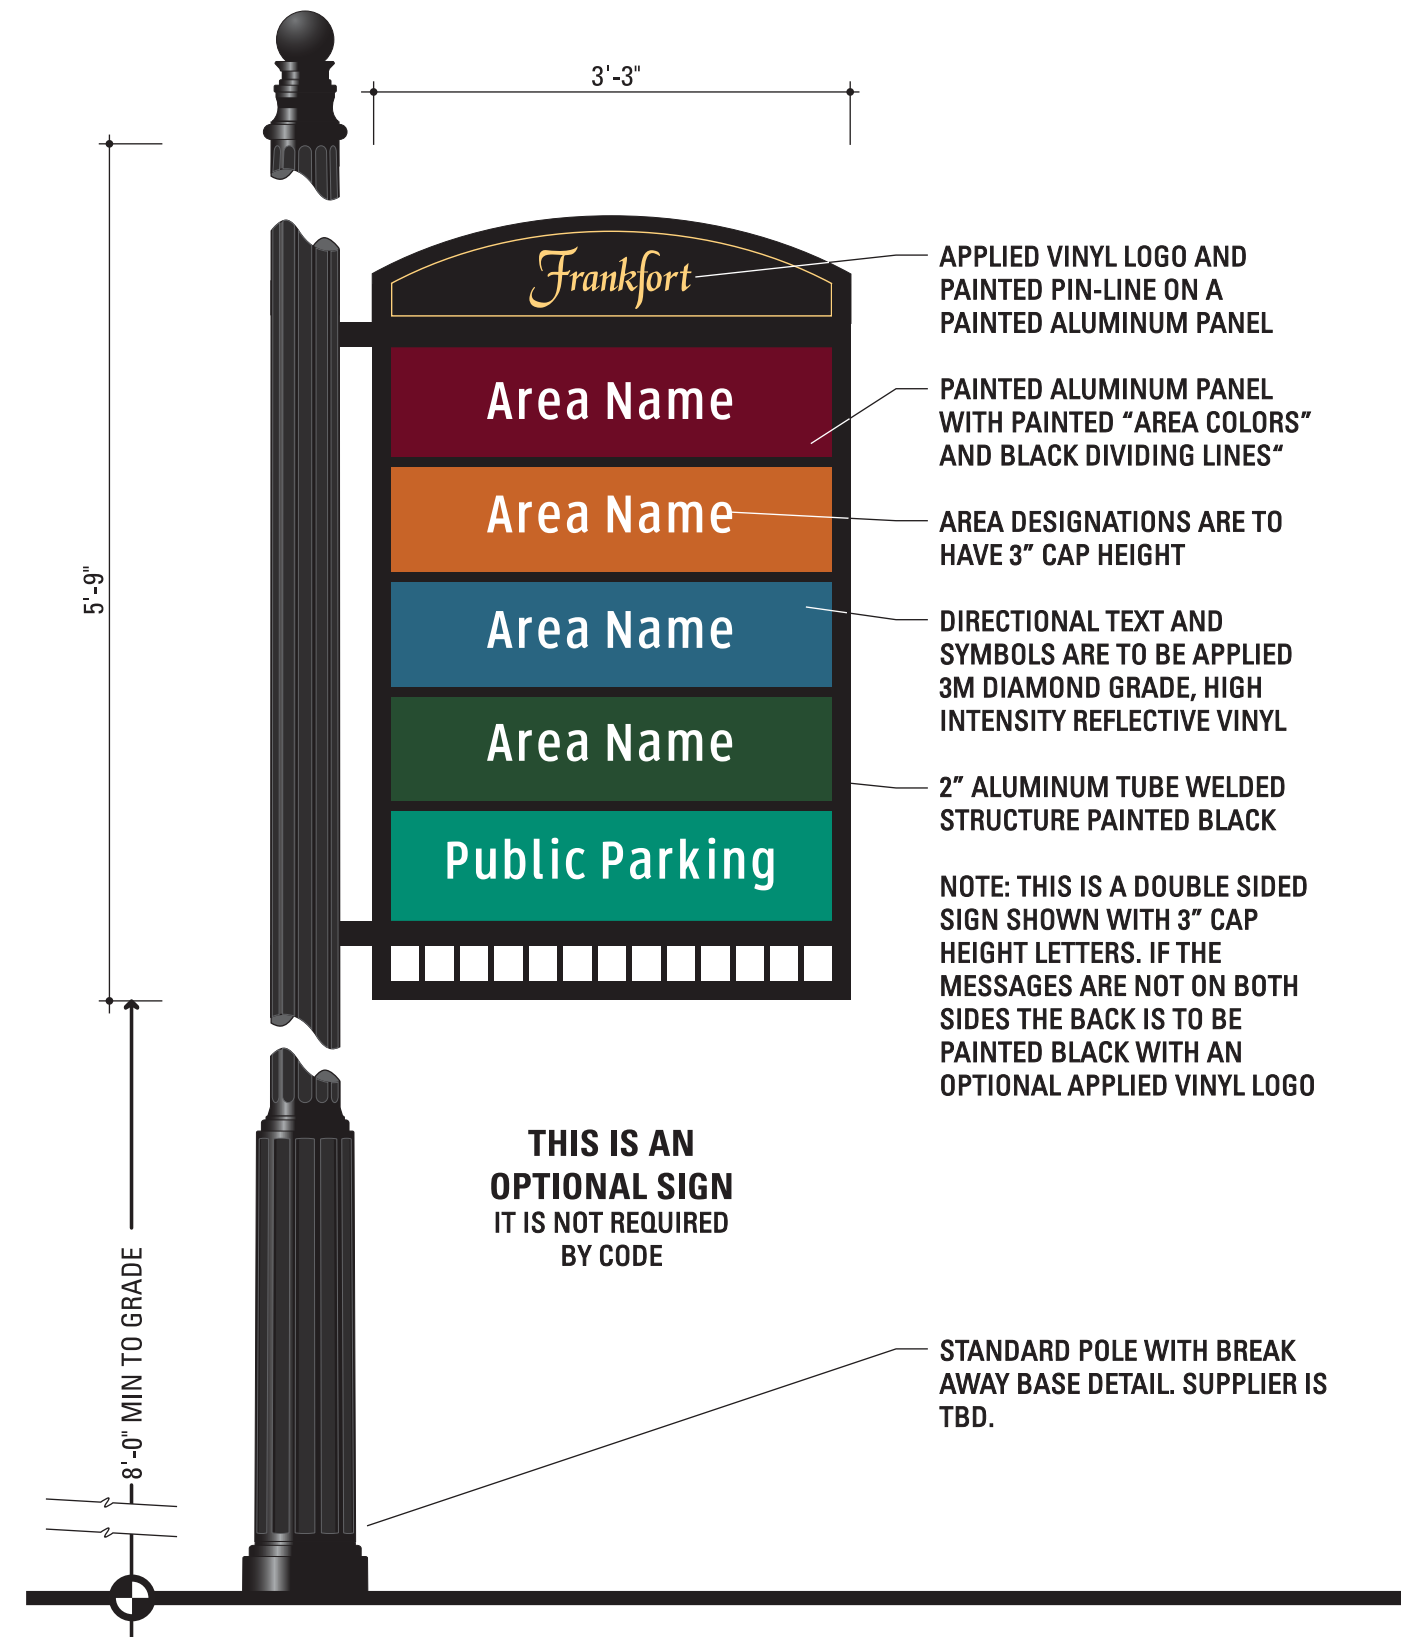 3'-3"
5'-9"
8'-0" MIN TO GRADE
Frankfort
Area Name
Area Name
Area Name
Area Name
Public Parking
APPLIED VINYL LOGO AND
PAINTED PIN-LINE ON A
PAINTED ALUMINUM PANEL
PAINTED ALUMINUM PANEL
WITH PAINTED “AREA COLORS”
AND BLACK DIVIDING LINES“
AREA DESIGNATIONS ARE TO
HAVE 3” CAP HEIGHT
DIRECTIONAL TEXT AND
SYMBOLS ARE TO BE APPLIED
3M DIAMOND GRADE, HIGH
INTENSITY REFLECTIVE VINYL
2” ALUMINUM TUBE WELDED
STRUCTURE PAINTED BLACK
NOTE: THIS IS A DOUBLE SIDED
SIGN SHOWN WITH 3” CAP
HEIGHT LETTERS. IF THE
MESSAGES ARE NOT ON BOTH
SIDES THE BACK IS TO BE
PAINTED BLACK WITH AN
OPTIONAL APPLIED VINYL LOGO
THIS IS AN
OPTIONAL SIGN
IT IS NOT REQUIRED
BY CODE
STANDARD POLE WITH BREAK
AWAY BASE DETAIL. SUPPLIER IS
TBD.